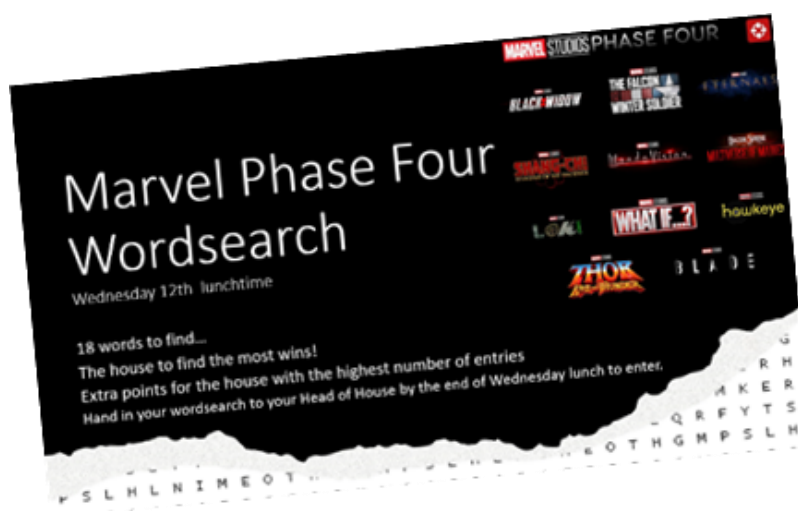 MARVEL STUDIOS PHASE FOUR
BLACK WIDOW
THE FALCON
AND
WINTER SOLDIER
ETERNALS
SHANG-CHI
WandaVision
LOKI
WHAT IF...?
hawkeye
THOR
LOVE AND THUNDER
BLADE
Marvel Phase Four
Wordsearch
Wednesday 12th lunchtime
18 words to find...
The house to find the most wins!
Extra points for the house with the highest number of entries
Hand in your wordsearch to your Head of House by the end of Wednesday lunch to enter.
G
R H
M K E R
Q R F Y T S
S L H L N I M E O T
E O T H G M P S L H